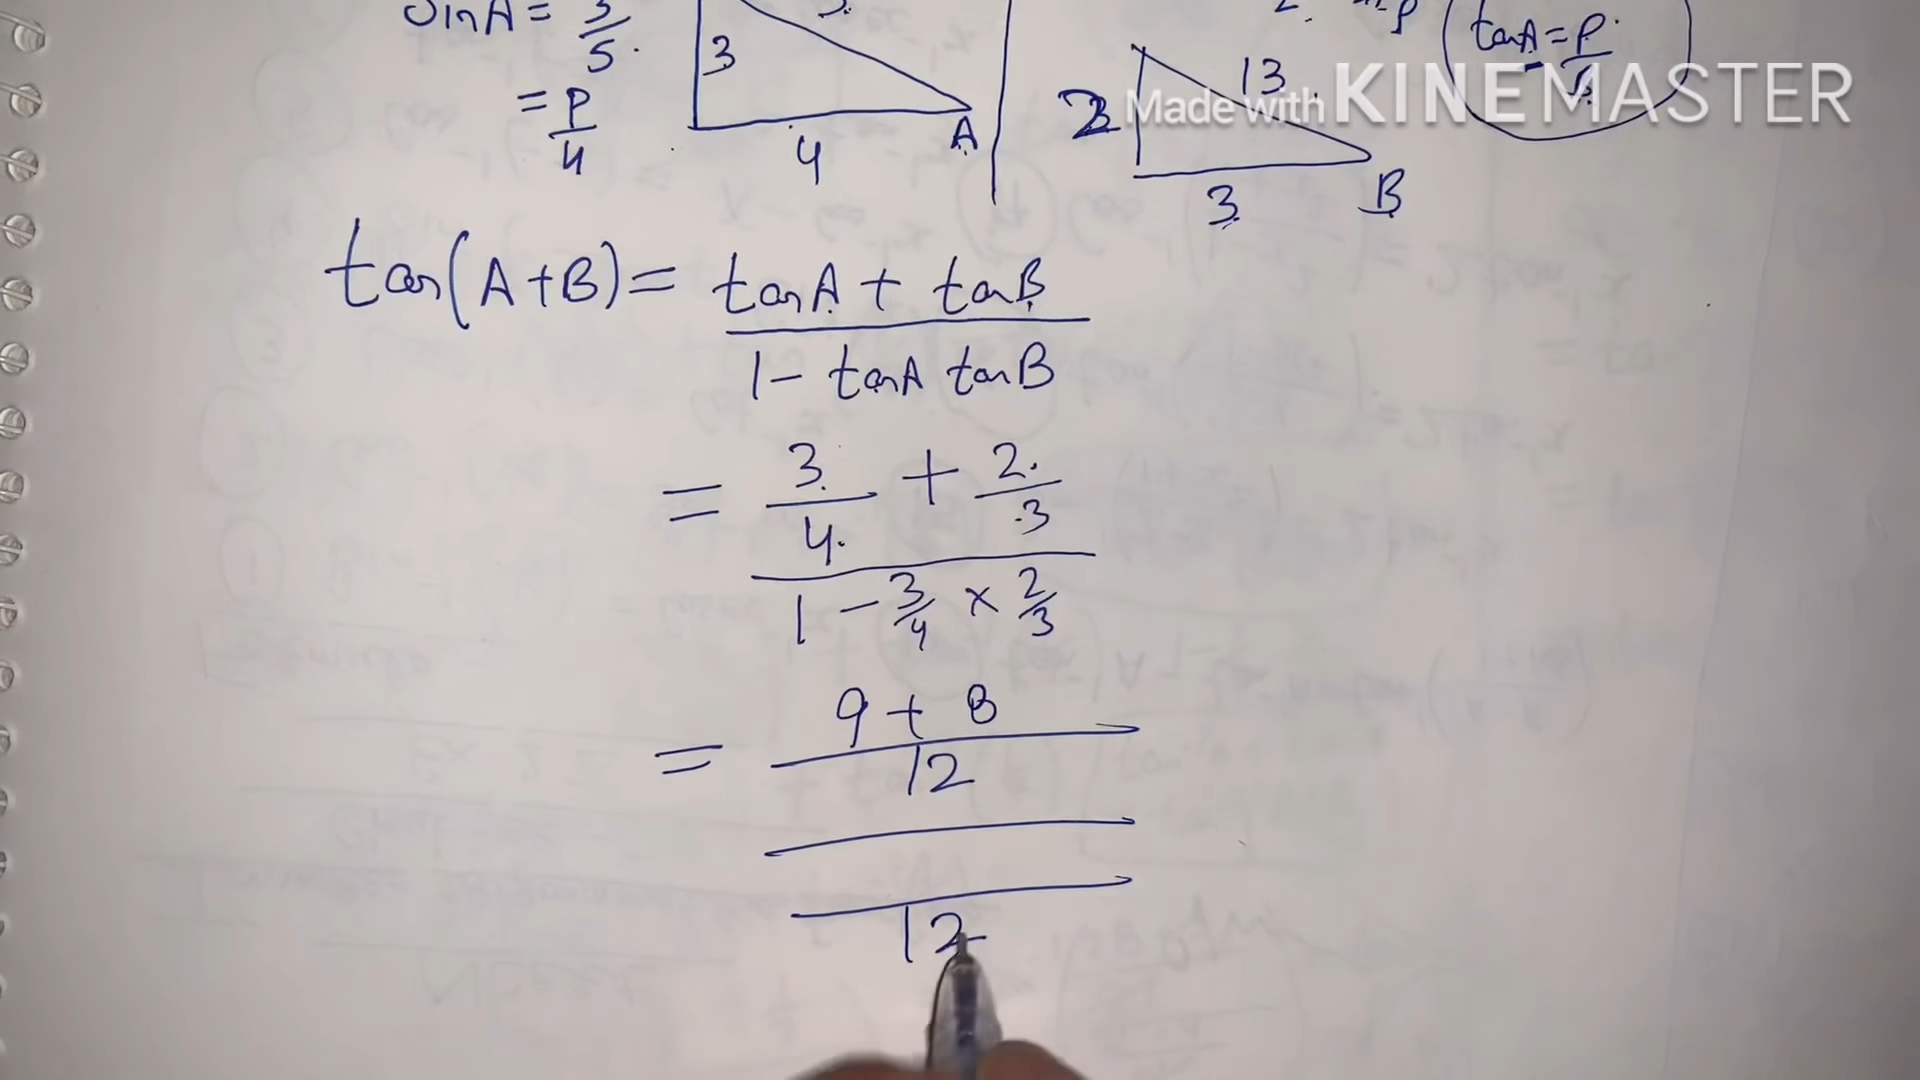 SinA = 3/5
= P/4
3
4
A
2
13
3
B
tanA = P/b
Made with KINEMASTER
tan(A+B) = tanA + tanB
1 - tanA tanB
= 3/4 + 2/3
1 - 3/4 × 2/3
= 9 + 8
12
12